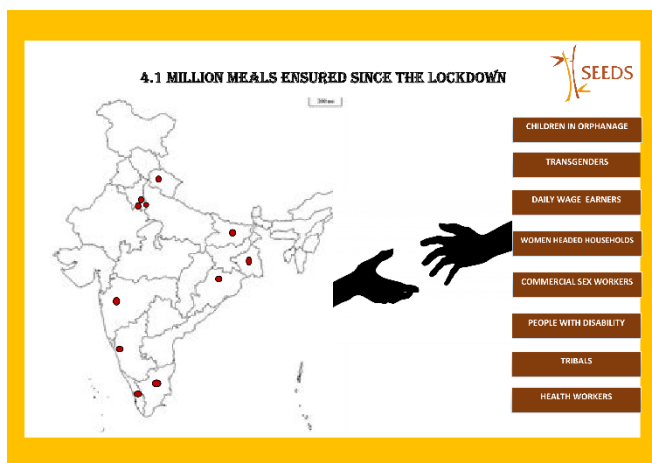 4.1 MILLION MEALS ENSURED SINCE THE LOCKDOWN
SEEDS
CHILDREN IN ORPHANAGE
TRANSGENDERS
DAILY WAGE EARNERS
WOMEN HEADED HOUSEHOLDS
COMMERCIAL SEX WORKERS
PEOPLE WITH DISABILITY
TRIBALS
HEALTH WORKERS